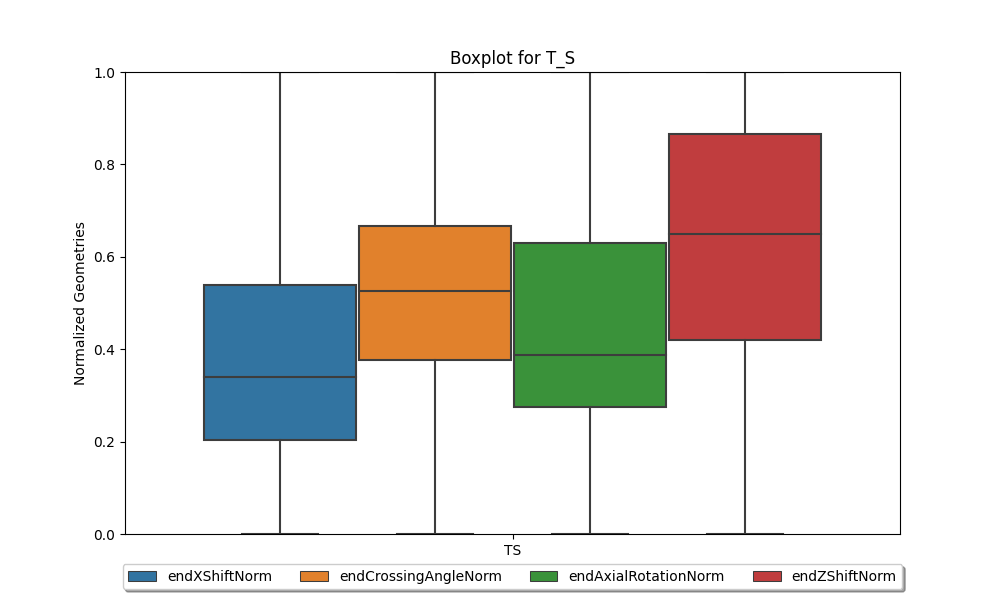 Boxplot for T_S
1.0
0.8
0.6
0.4
0.2
0.0
Normalized Geometries
TS
endXShiftNorm endCrossingAngleNorm endAxialRotationNorm endZShiftNorm